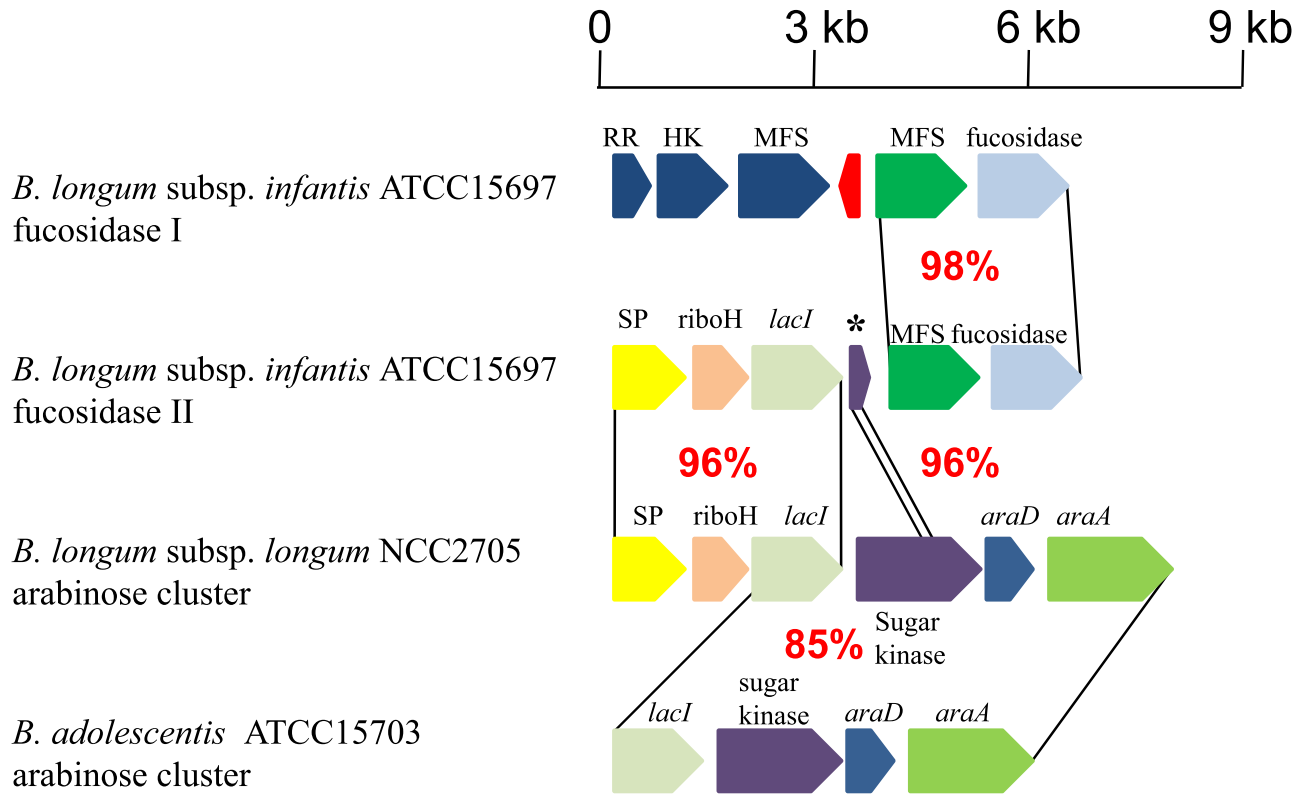 0 3 kb 6 kb 9 kb
RR HK MFS MFS fucosidase
B. longum subsp. infantis ATCC15697
fucosidase I
98%
SP riboH lacI *
MFS fucosidase
B. longum subsp. infantis ATCC15697
fucosidase II
96% 96%
SP riboH lacI araD araA
B. longum subsp. longum NCC2705
arabinose cluster
Sugar
kinase
85%
sugar
kinase
lacI araD araA
B. adolescentis ATCC15703
arabinose cluster